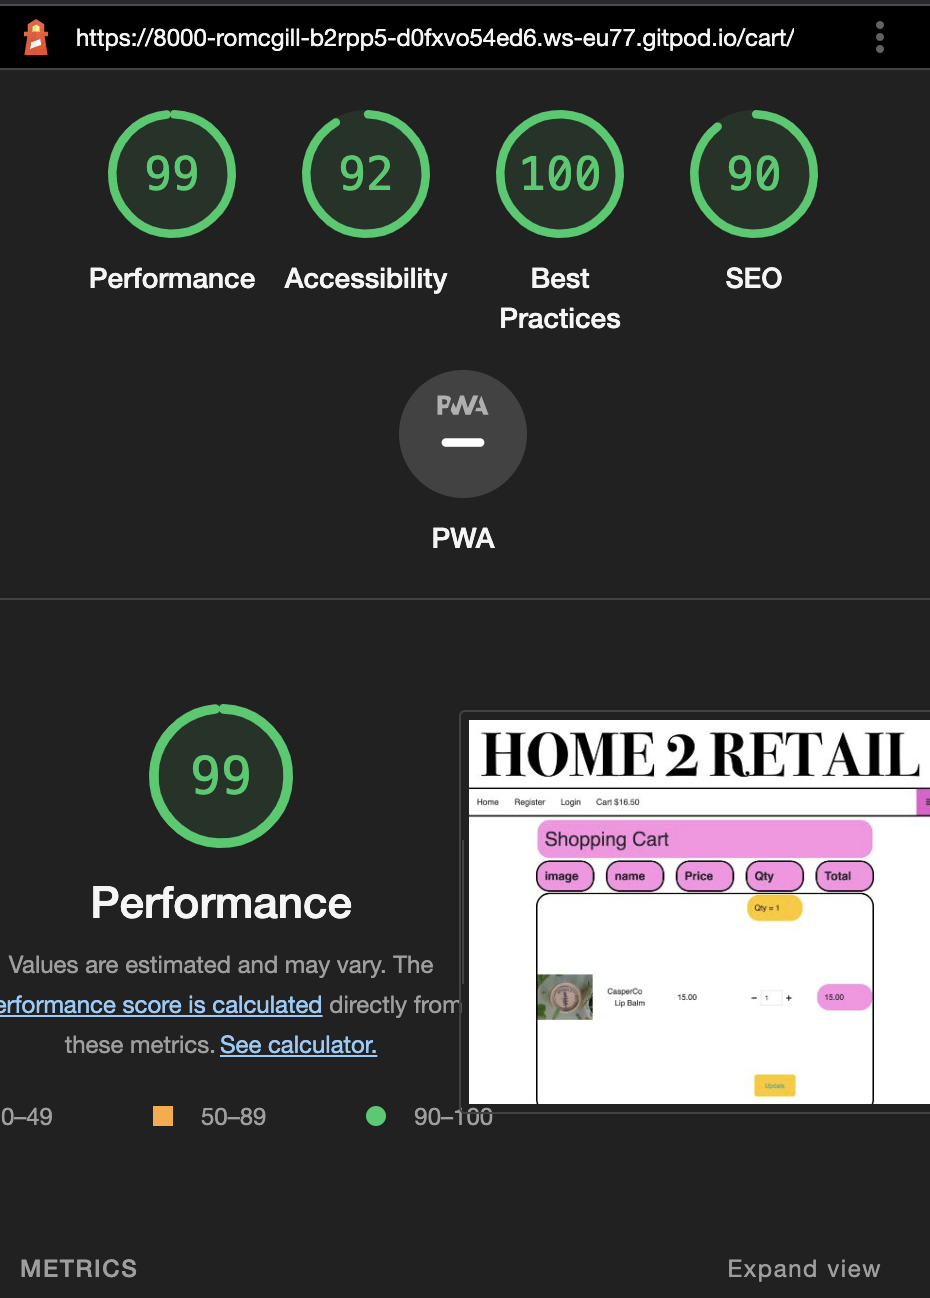 https://8000-romcgill-b2rpp5-d0fxvo54ed6.ws-eu77.gitpod.io/cart/
99 92 100 90
Performance Accessibility Best Practices SEO
PWA
PWA
99
Performance
Values are estimated and may vary. The
erformance score is calculated directly from
these metrics. See calculator.
0–49 50–89 90–100
HOME 2 RETAIL
Home Register Login Cart $16.50
Shopping Cart
image name Price Qty Total
Qty = 1
CasperCo
Lip Balm
15.00 − 1 + 15.00
Update
METRICS Expand view